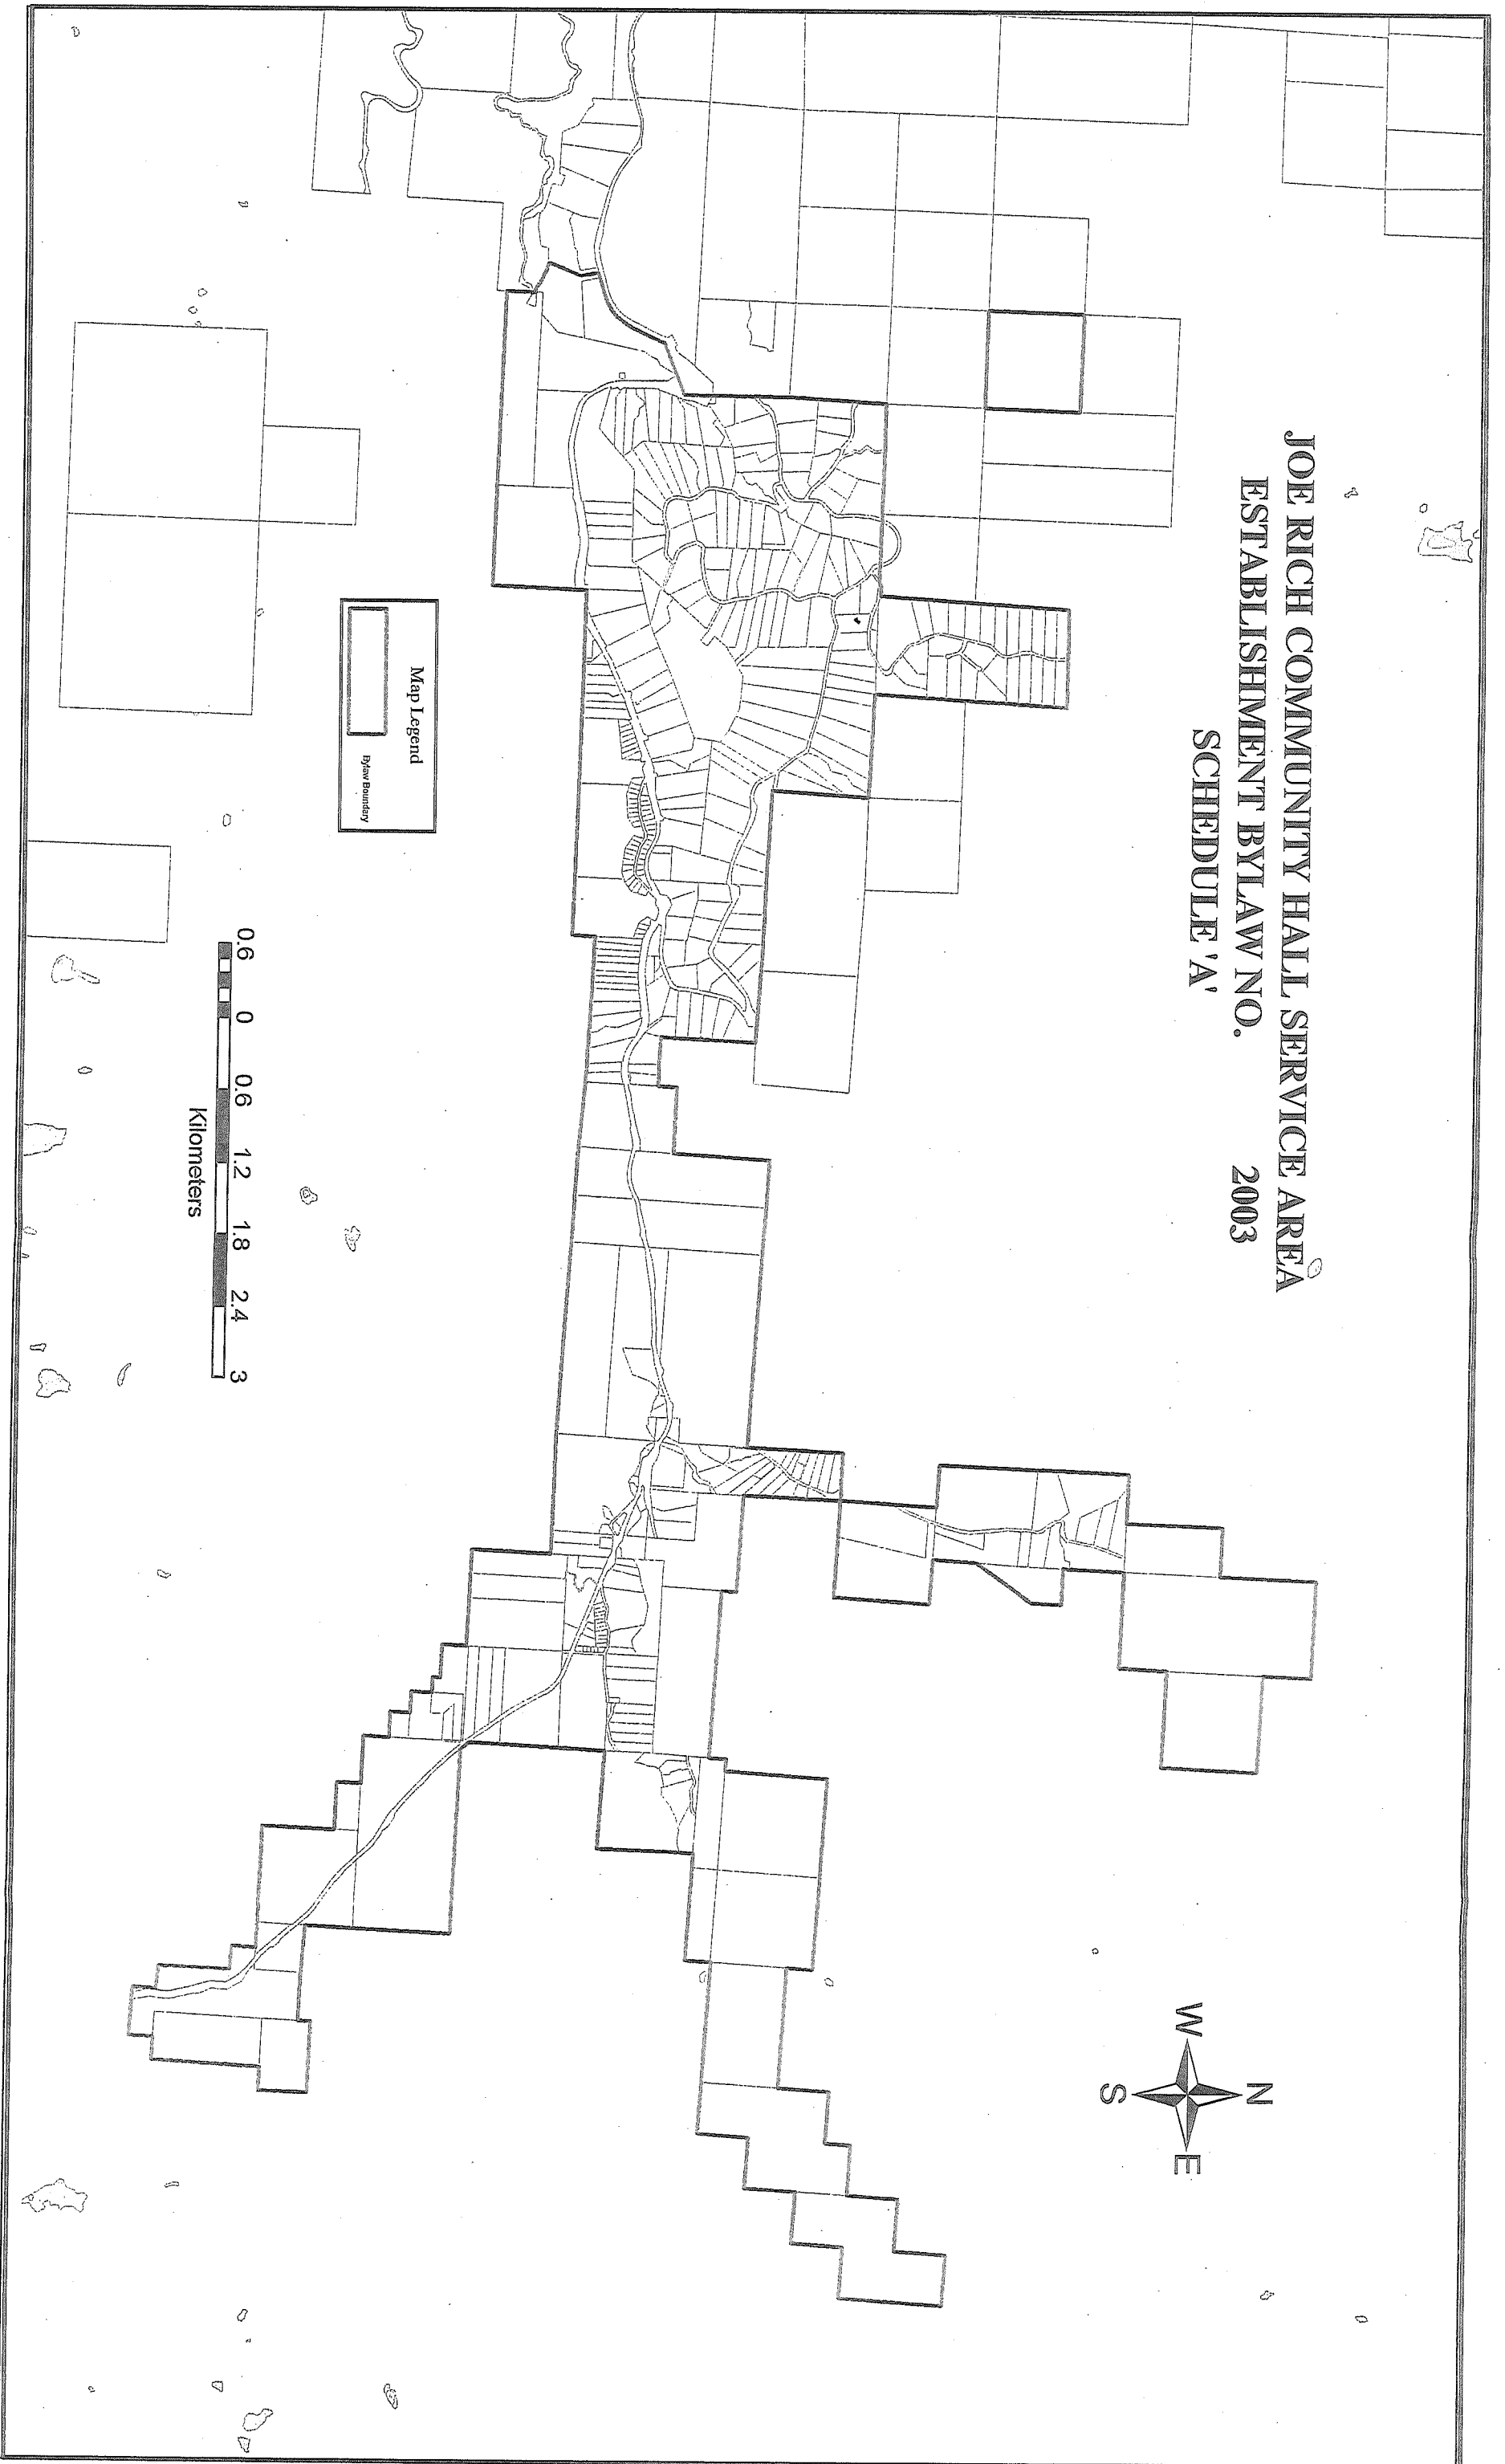 JOE RICH COMMUNITY HALL SERVICE AREA
ESTABLISHMENT BYLAW NO. 2003
SCHEDULE 'A'
N
W E
S
Map Legend
Bylaw Boundary
0.6 0 0.6 1.2 1.8 2.4 3
Kilometers